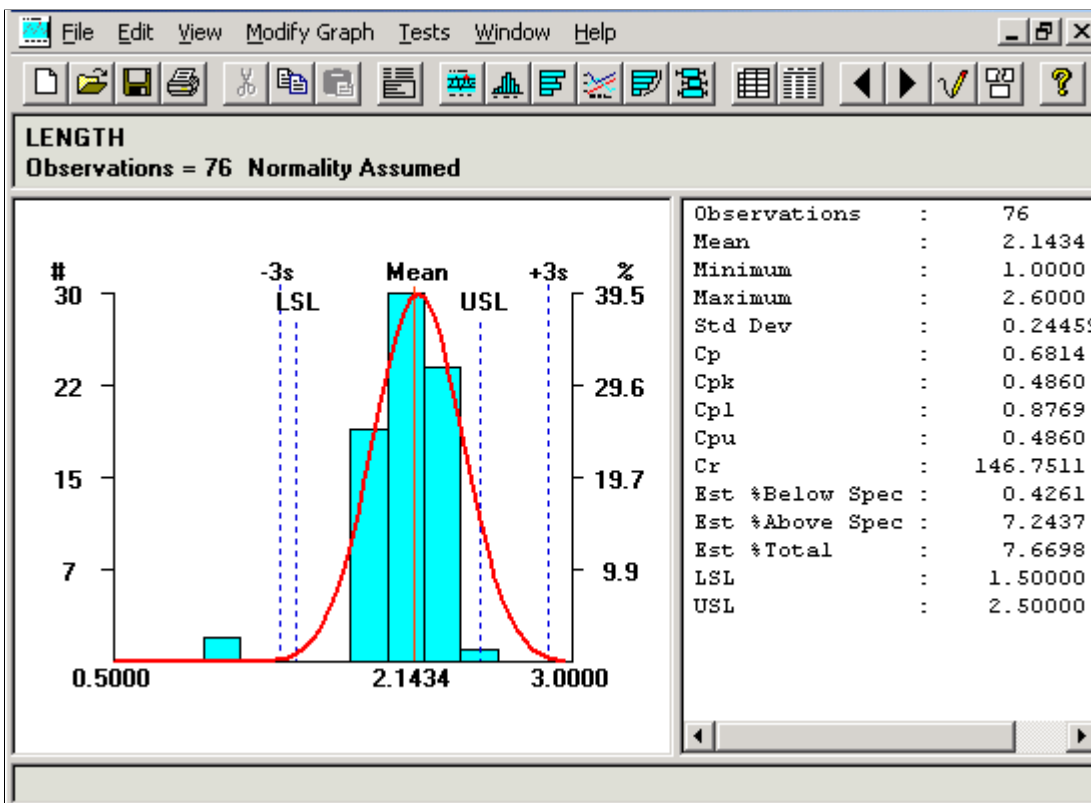 File Edit View Modify Graph Tests Window Help
LENGTH
Observations = 76 Normality Assumed
# -3s Mean +3s %
30 LSL USL 39.5
22 29.6
15 19.7
7 9.9
0.5000 2.1434 3.0000
Observations : 76
Mean : 2.1434
Minimum : 1.0000
Maximum : 2.6000
Std Dev : 0.2445
Cp : 0.6814
Cpk : 0.4860
Cpl : 0.8769
Cpu : 0.4860
Cr : 146.7511
Est %Below Spec : 0.4261
Est %Above Spec : 7.2437
Est %Total : 7.6698
LSL : 1.50000
USL : 2.50000